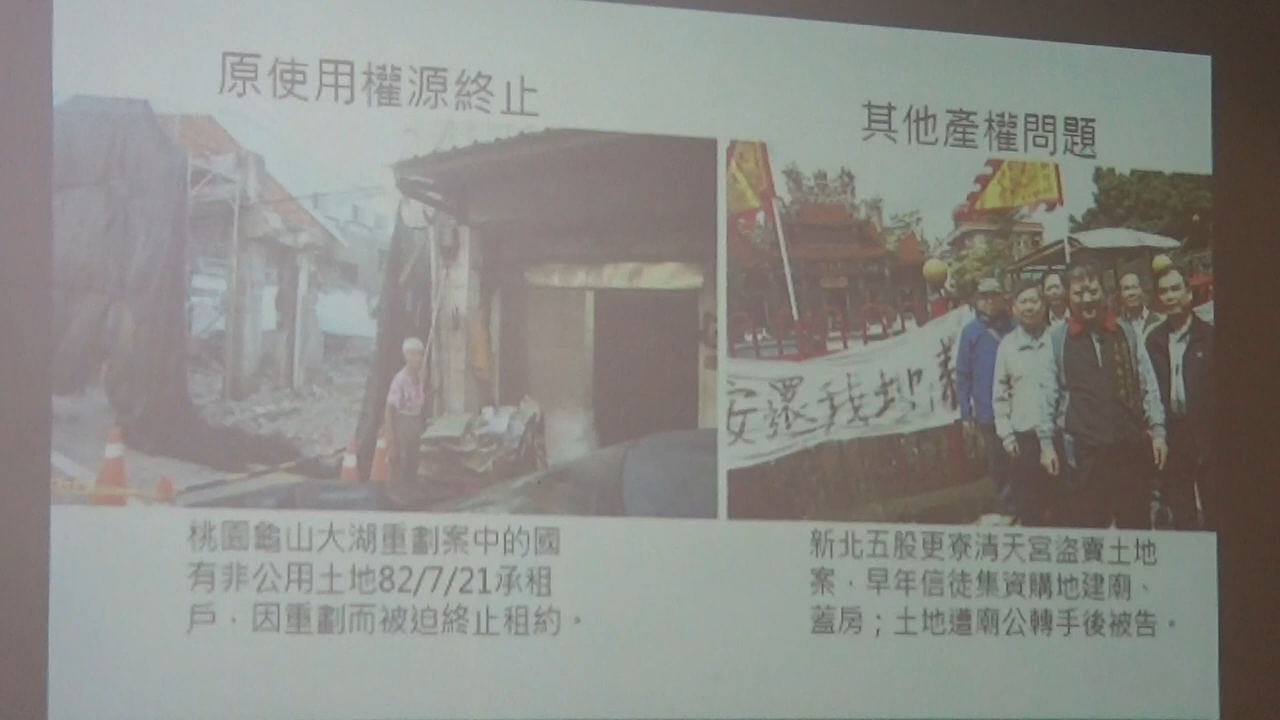 原使用權源終止
其他產權問題
安還我地
桃園龜山大湖重劃案中的國
有非公用土地82/7/21承租
戶，因重劃而被迫終止租約。
新北五股更寮清天宮盜賣土地
案，早年信徒集資購地建廟、
蓋房；土地遭廟公轉手後被告。